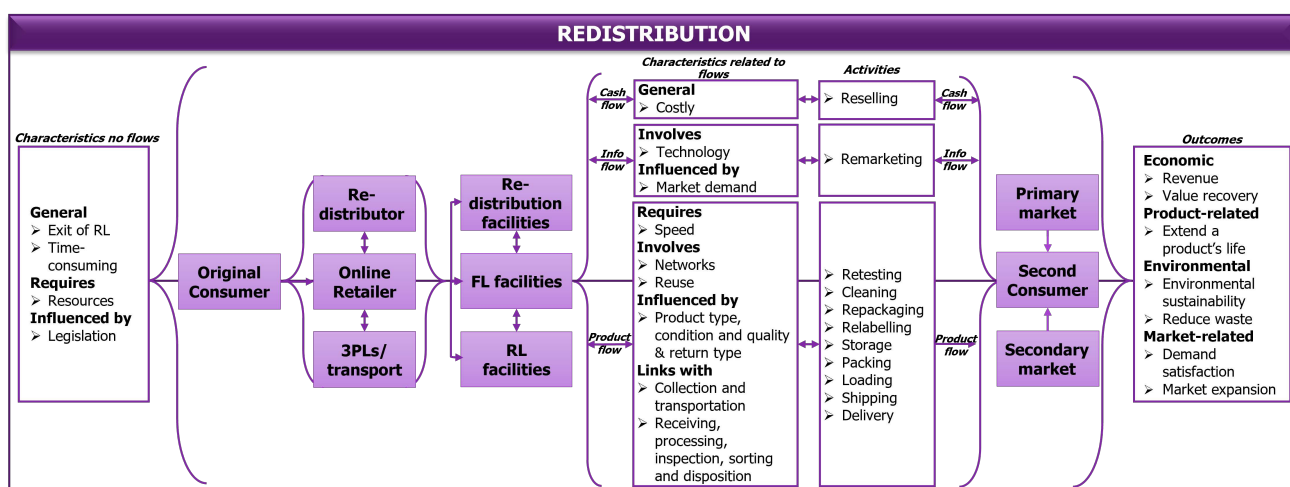 REDISTRIBUTION
Characteristics no flows
General
➢ Exit of RL
➢ Time-
consuming
Requires
➢ Resources
Influenced by
➢ Legislation
Original
Consumer
Re-
distributor
Online
Retailer
3PLs/
transport
Re-
distribution
facilities
FL facilities
RL
facilities
Cash
flow
Info
flow
Product
flow
Characteristics related to
flows
General
➢ Costly
Involves
➢ Technology
Influenced by
➢ Market demand
Requires
➢ Speed
Involves
➢ Networks
➢ Reuse
Influenced by
➢ Product type,
condition and quality
& return type
Links with
➢ Collection and
transportation
➢ Receiving,
processing,
inspection, sorting
and disposition
Activities
➢ Reselling
➢ Remarketing
➢ Retesting
➢ Cleaning
➢ Repackaging
➢ Relabelling
➢ Storage
➢ Packing
➢ Loading
➢ Shipping
➢ Delivery
Cash
flow
Info
flow
Product
flow
Primary
market
Second
Consumer
Secondary
market
Outcomes
Economic
➢ Revenue
➢ Value recovery
Product-related
➢ Extend a
product's life
Environmental
➢ Environmental
sustainability
➢ Reduce waste
Market-related
➢ Demand
satisfaction
➢ Market expansion